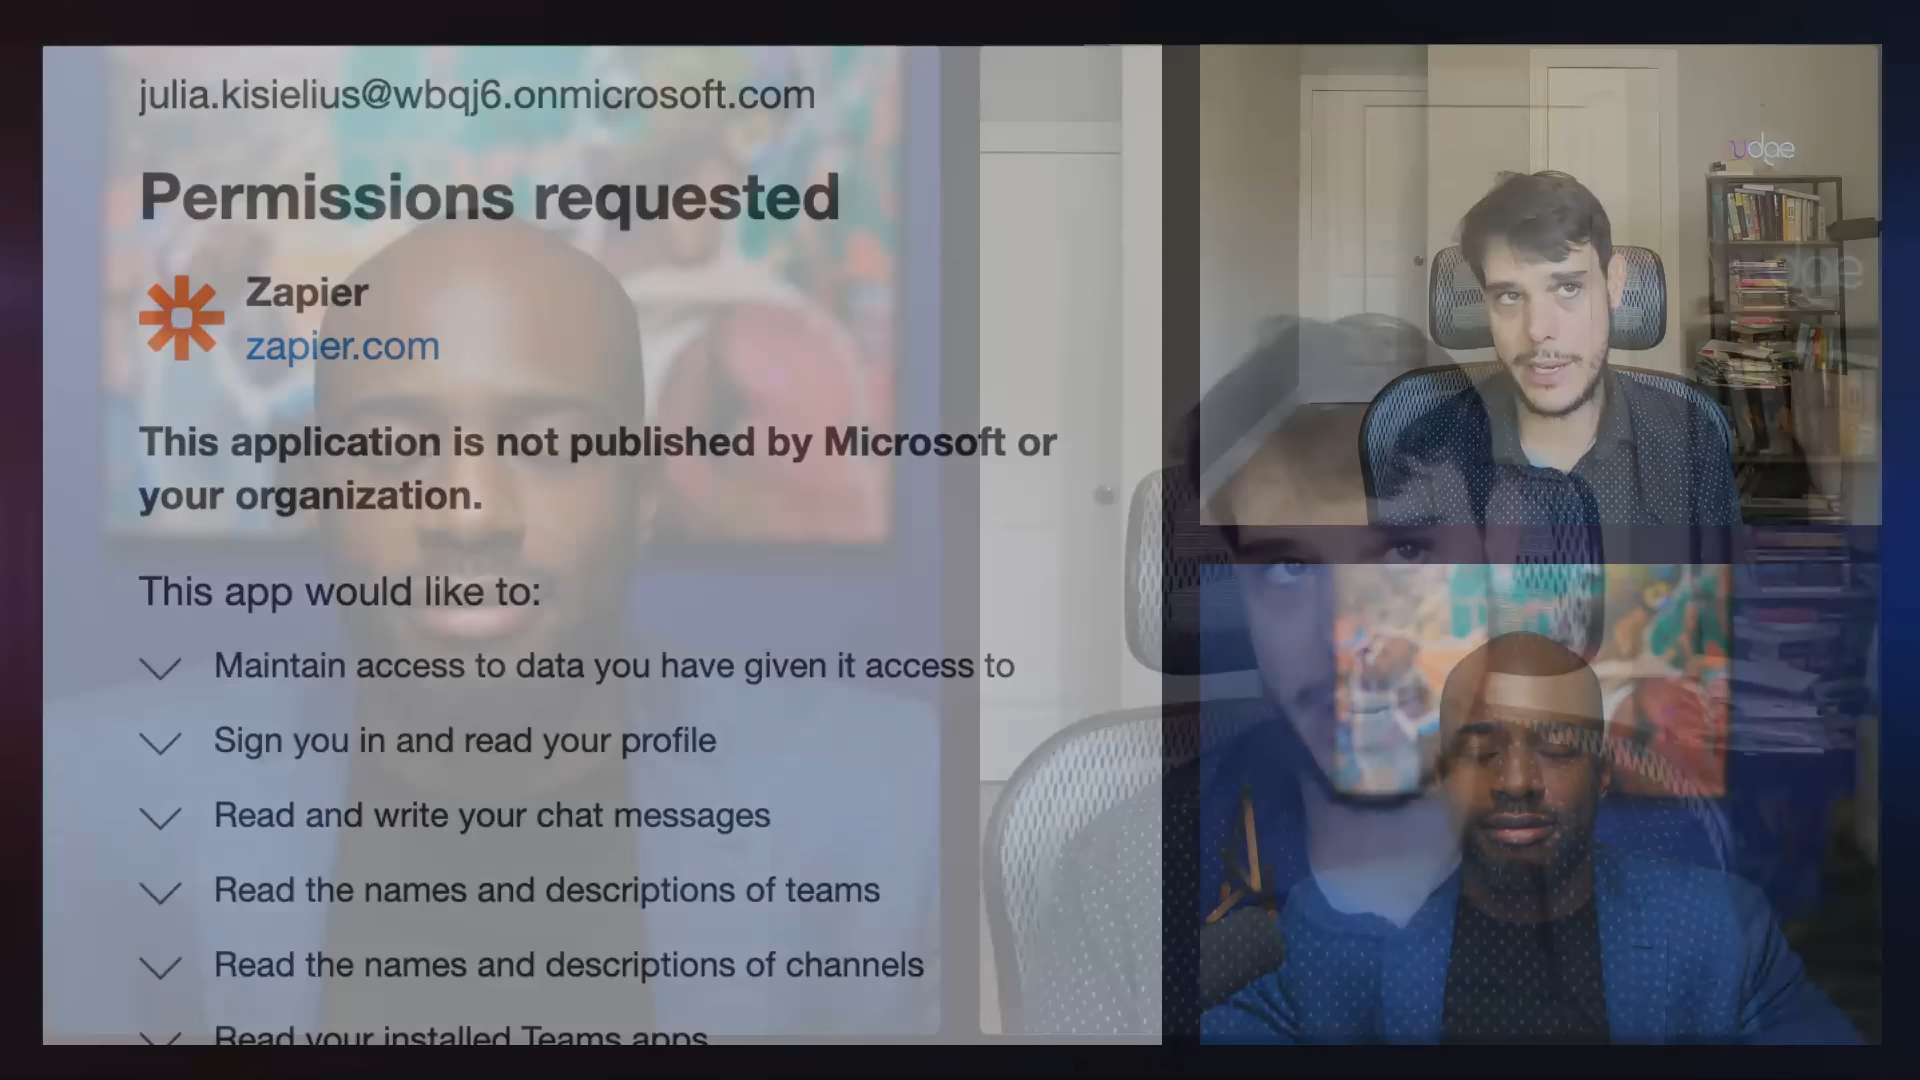 julia.kisielius@wbqj6.onmicrosoft.com
Permissions requested
Zapier
zapier.com
This application is not published by Microsoft or
your organization.
This app would like to:
Maintain access to data you have given it access to
Sign you in and read your profile
Read and write your chat messages
Read the names and descriptions of teams
Read the names and descriptions of channels
Read your installed Teams apps
nudge